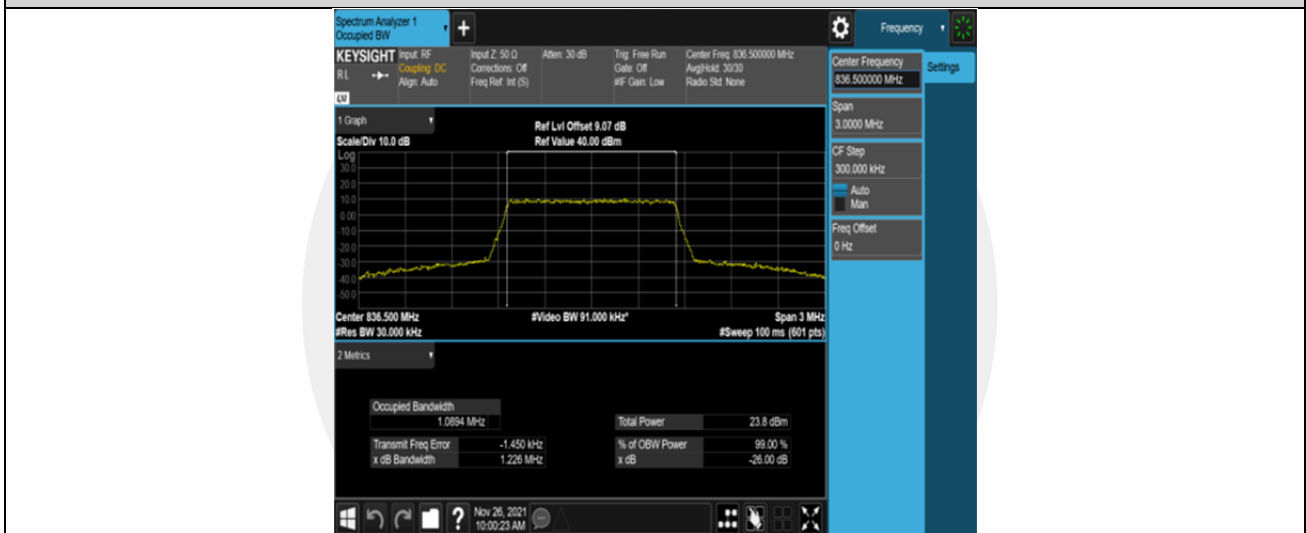 Spectrum Analyzer 1
Occupied BW
+
Frequency
KEYSIGHT
Input: RF
Coupling: DC
Align: Auto
Input Z: 50 Ω
Corrections: Off
Freq Ref: Int (S)
Atten: 30 dB
Trig: Free Run
Gate: Off
#IF Gain: Low
Center Freq: 836.500000 MHz
Avg|Hold: 30/30
Radio Std: None
R L
Center Frequency
836.500000 MHz
Settings
Span
3.0000 MHz
CF Step
300.000 kHz
Auto
Man
Freq Offset
0 Hz
1 Graph
Ref Lvl Offset 9.07 dB
Scale/Div 10.0 dB
Ref Value 40.00 dBm
Log
30.0
20.0
10.0
0.00
-10.0
-20.0
-30.0
-40.0
-50.0
Center 836.500 MHz
#Video BW 91.000 kHz*
Span 3 MHz
#Res BW 30.000 kHz
#Sweep 100 ms (601 pts)
2 Metrics
Occupied Bandwidth
1.0894 MHz
Total Power 23.8 dBm
Transmit Freq Error -1.450 kHz
% of OBW Power 99.00 %
x dB Bandwidth 1.226 MHz
x dB -26.00 dB
?
Nov 26, 2021
10:00:23 AM